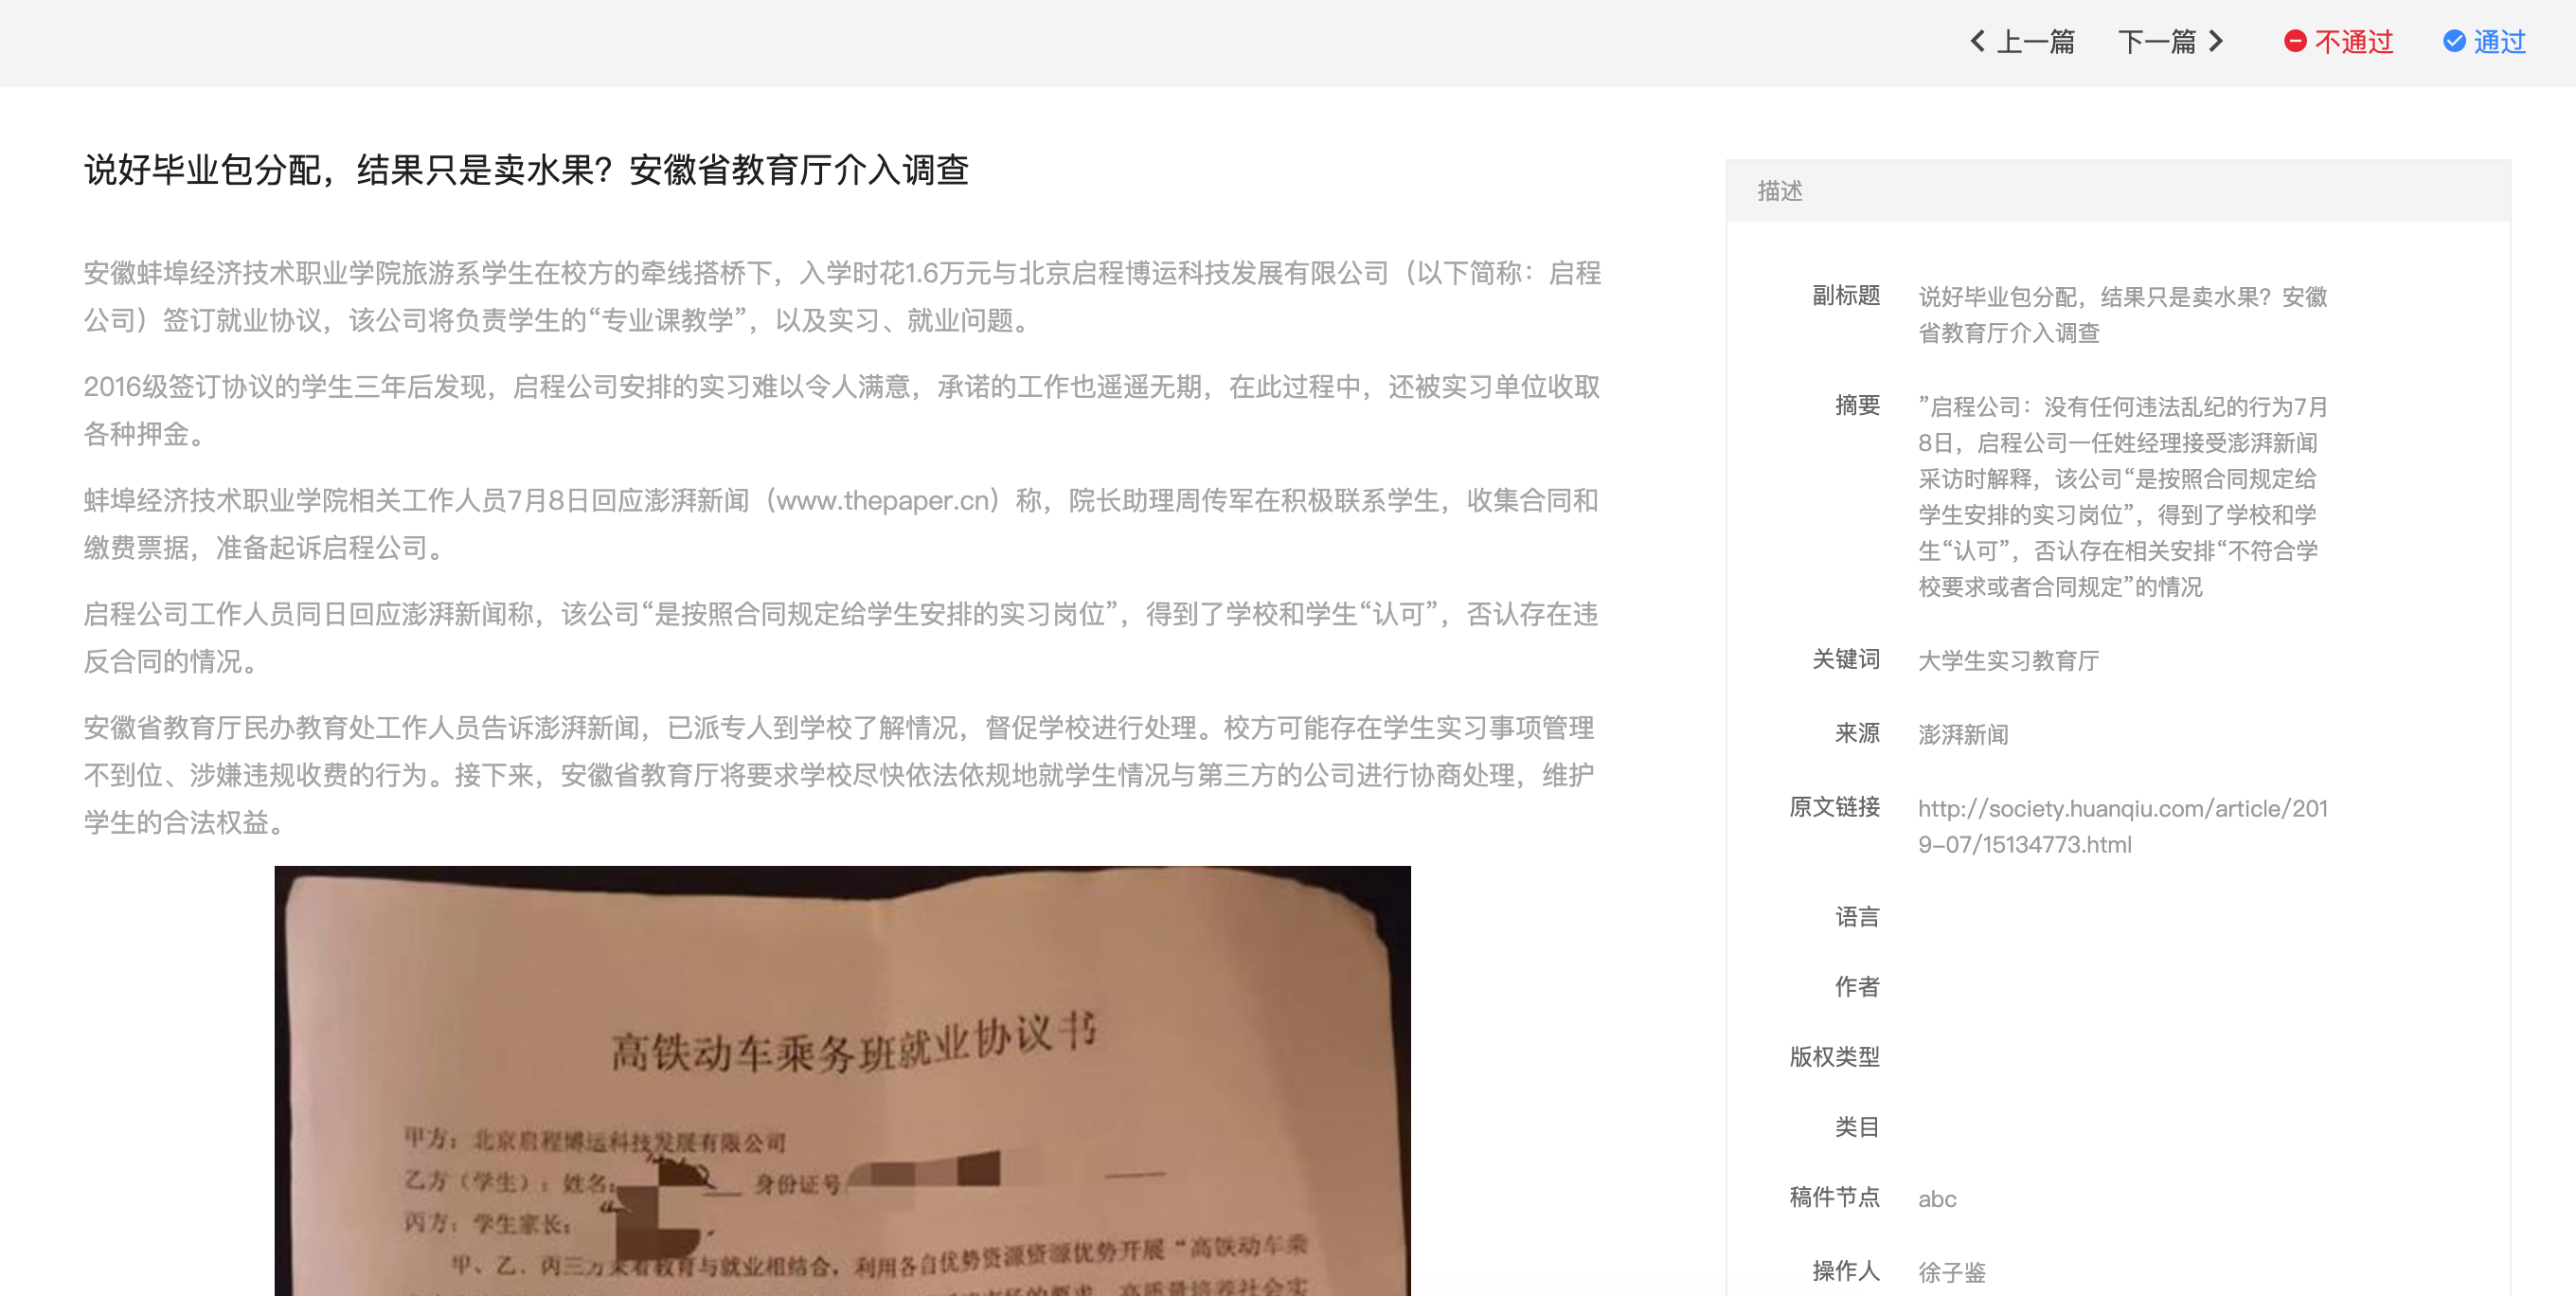 上一篇 下一篇 不通过 通过
说好毕业包分配，结果只是卖水果？安徽省教育厅介入调查
安徽蚌埠经济技术职业学院旅游系学生在校方的牵线搭桥下，入学时花1.6万元与北京启程博运科技发展有限公司（以下简称：启程
公司）签订就业协议，该公司将负责学生的“专业课教学”，以及实习、就业问题。
2016级签订协议的学生三年后发现，启程公司安排的实习难以令人满意，承诺的工作也遥遥无期，在此过程中，还被实习单位收取
各种押金。
蚌埠经济技术职业学院相关工作人员7月8日回应澎湃新闻（www.thepaper.cn）称，院长助理周传军在积极联系学生，收集合同和
缴费票据，准备起诉启程公司。
启程公司工作人员同日回应澎湃新闻称，该公司“是按照合同规定给学生安排的实习岗位”，得到了学校和学生“认可”，否认存在违
反合同的情况。
安徽省教育厅民办教育处工作人员告诉澎湃新闻，已派专人到学校了解情况，督促学校进行处理。校方可能存在学生实习事项管理
不到位、涉嫌违规收费的行为。接下来，安徽省教育厅将要求学校尽快依法依规地就学生情况与第三方的公司进行协商处理，维护
学生的合法权益。
高铁动车乘务班就业协议书
甲方：北京启程博运科技发展有限公司
乙方（学生）：姓名： 身份证号
丙方：学生家长：
甲、乙、丙三方本着教育与就业相结合，利用各自优势资源资源优势开展“高铁动车乘
的要求，高质量培养社会实
描述
副标题 说好毕业包分配，结果只是卖水果？安徽
省教育厅介入调查
摘要 ”启程公司：没有任何违法乱纪的行为7月
8日，启程公司一任姓经理接受澎湃新闻
采访时解释，该公司“是按照合同规定给
学生安排的实习岗位”，得到了学校和学
生“认可”，否认存在相关安排“不符合学
校要求或者合同规定”的情况
关键词 大学生实习教育厅
来源 澎湃新闻
原文链接 http://society.huanqiu.com/article/201
9-07/15134773.html
语言
作者
版权类型
类目
稿件节点 abc
操作人 徐子鉴